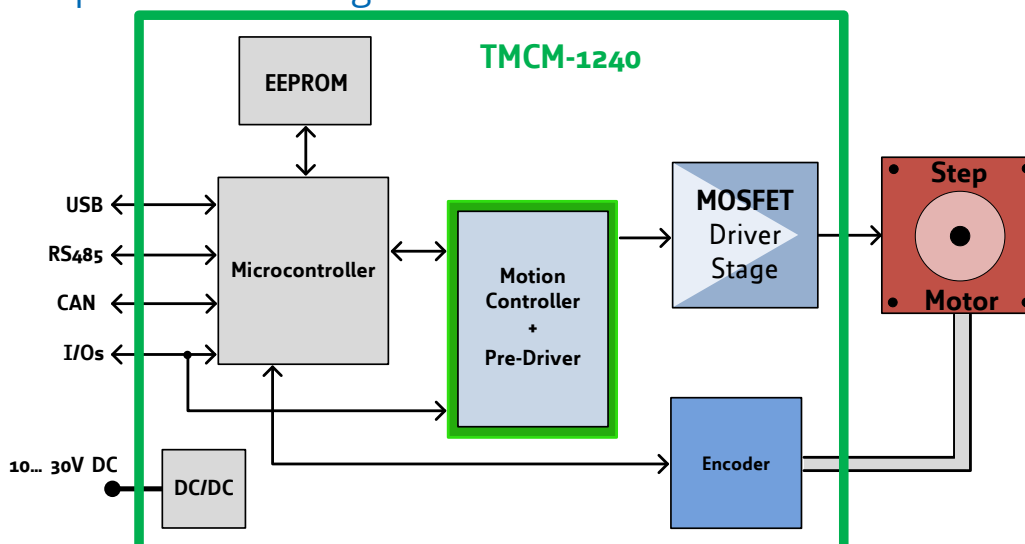 TMCM-1240
EEPROM
USB
RS485
CAN
I/Os
Microcontroller
Motion
Controller
+
Pre-Driver
MOSFET
Driver
Stage
Step
Motor
10... 30V DC
DC/DC
Encoder